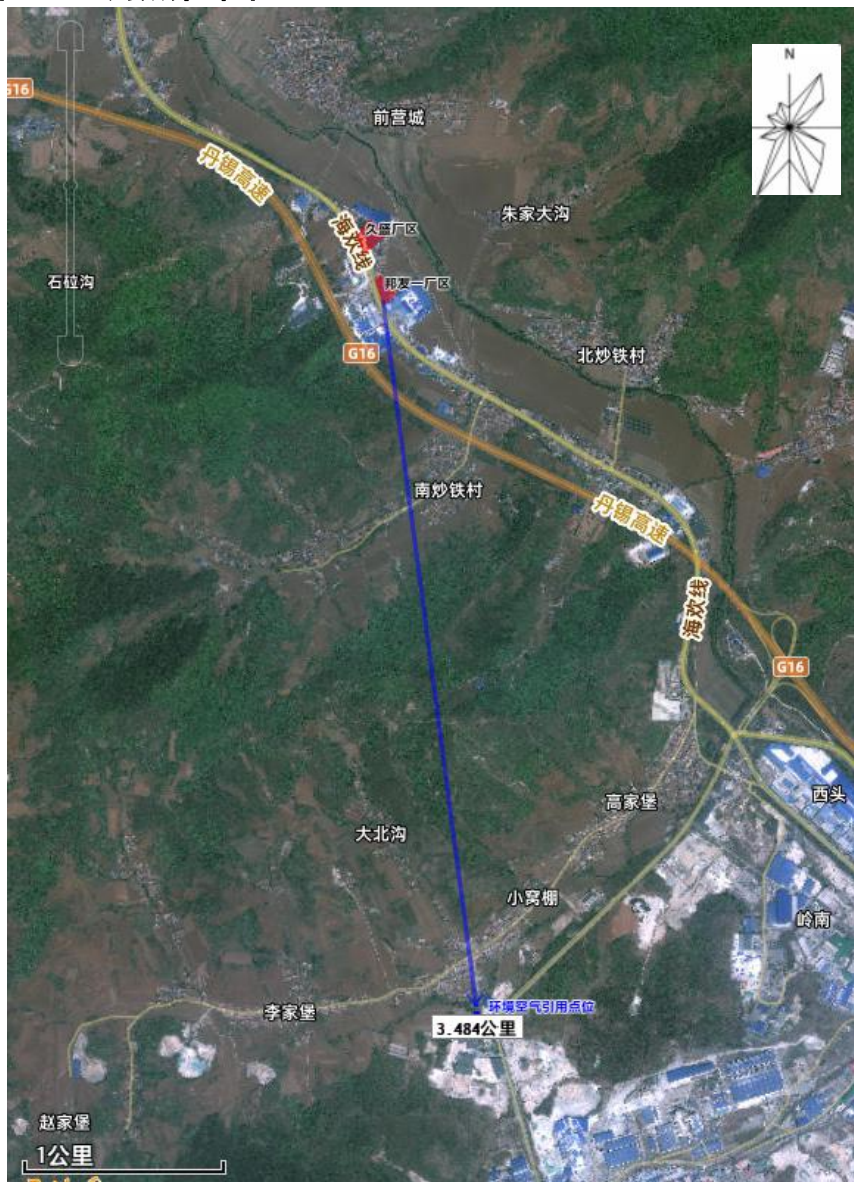 N
G16
前营城
丹锡高速
朱家大沟
海欢线
久盛厂区
石砬沟
邦友一厂区
G16
北炒铁村
南炒铁村
丹锡高速
海欢线
G16
西头
高家堡
大北沟
小窝棚
岭南
环境空气引用点位
李家堡
3.484公里
赵家堡
1公里